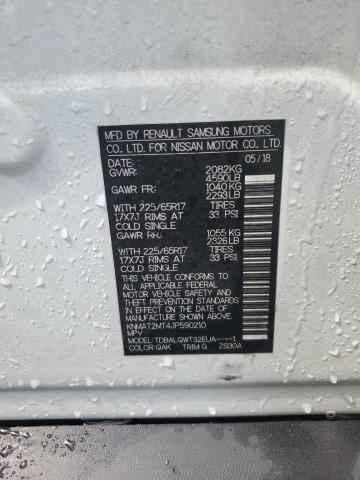 MFD BY RENAULT SAMSUNG MOTORS
CO. LTD. FOR NISSAN MOTOR CO. LTD.
DATE: 05/18
GVWR: 2082KG
4590LB
GAWR FR: 1040KG
2293LB
WITH 225/65R17 TIRES
17X7J RIMS AT 33 PSI
COLD SINGLE
GAWR RR: 1055KG
2326LB
WITH 225/65R17 TIRES
17X7J RIMS AT 33 PSI
COLD SINGLE
THIS VEHICLE CONFORMS TO ALL
APPLICABLE FEDERAL
MOTOR VEHICLE SAFETY AND
BUMPER STANDARDS
IN EFFECT ON THE DATE
OF MANUFACTURE
SHOWN ABOVE.
KNMAT2MT4JP590210
MPV
MODEL: TDBALGWT32EUA----1
COLOR QAK TRIM G ZS30A